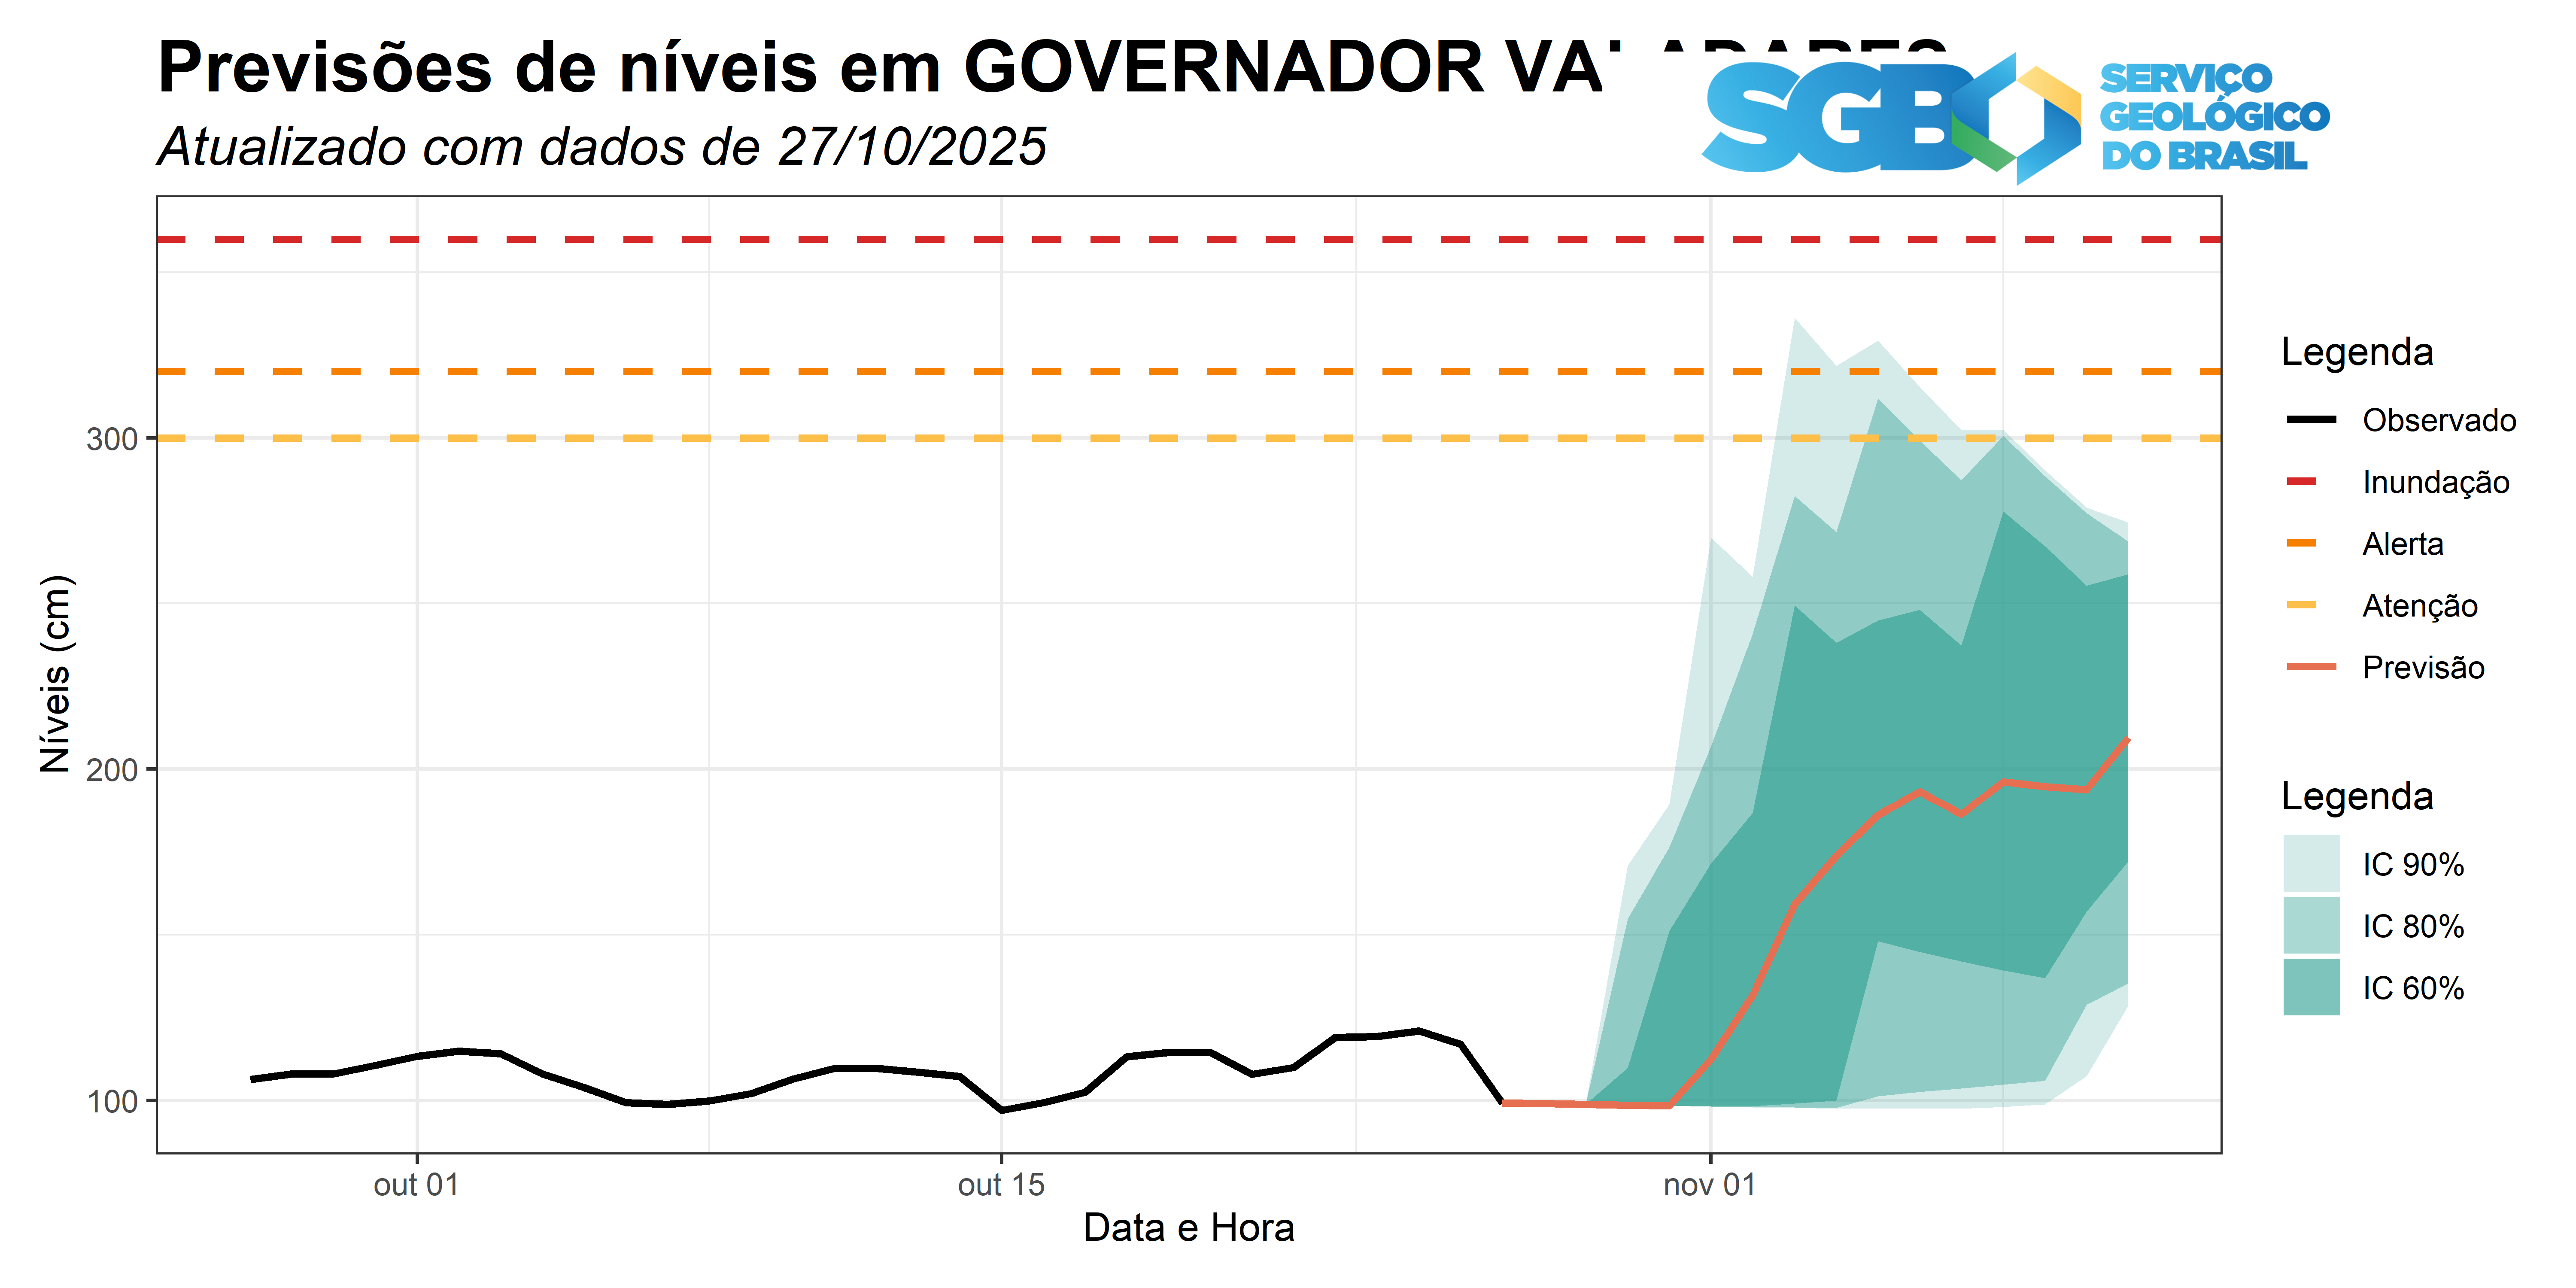 Previsões de níveis em GOVERNADOR VALADARES
Atualizado com dados de 27/10/2025
SGB
SERVIÇO
GEOLÓGICO
DO BRASIL
Níveis (cm)
300
200
100
out 01
out 15
nov 01
Data e Hora
Legenda
Observado
Inundação
Alerta
Atenção
Previsão
Legenda
IC 90%
IC 80%
IC 60%